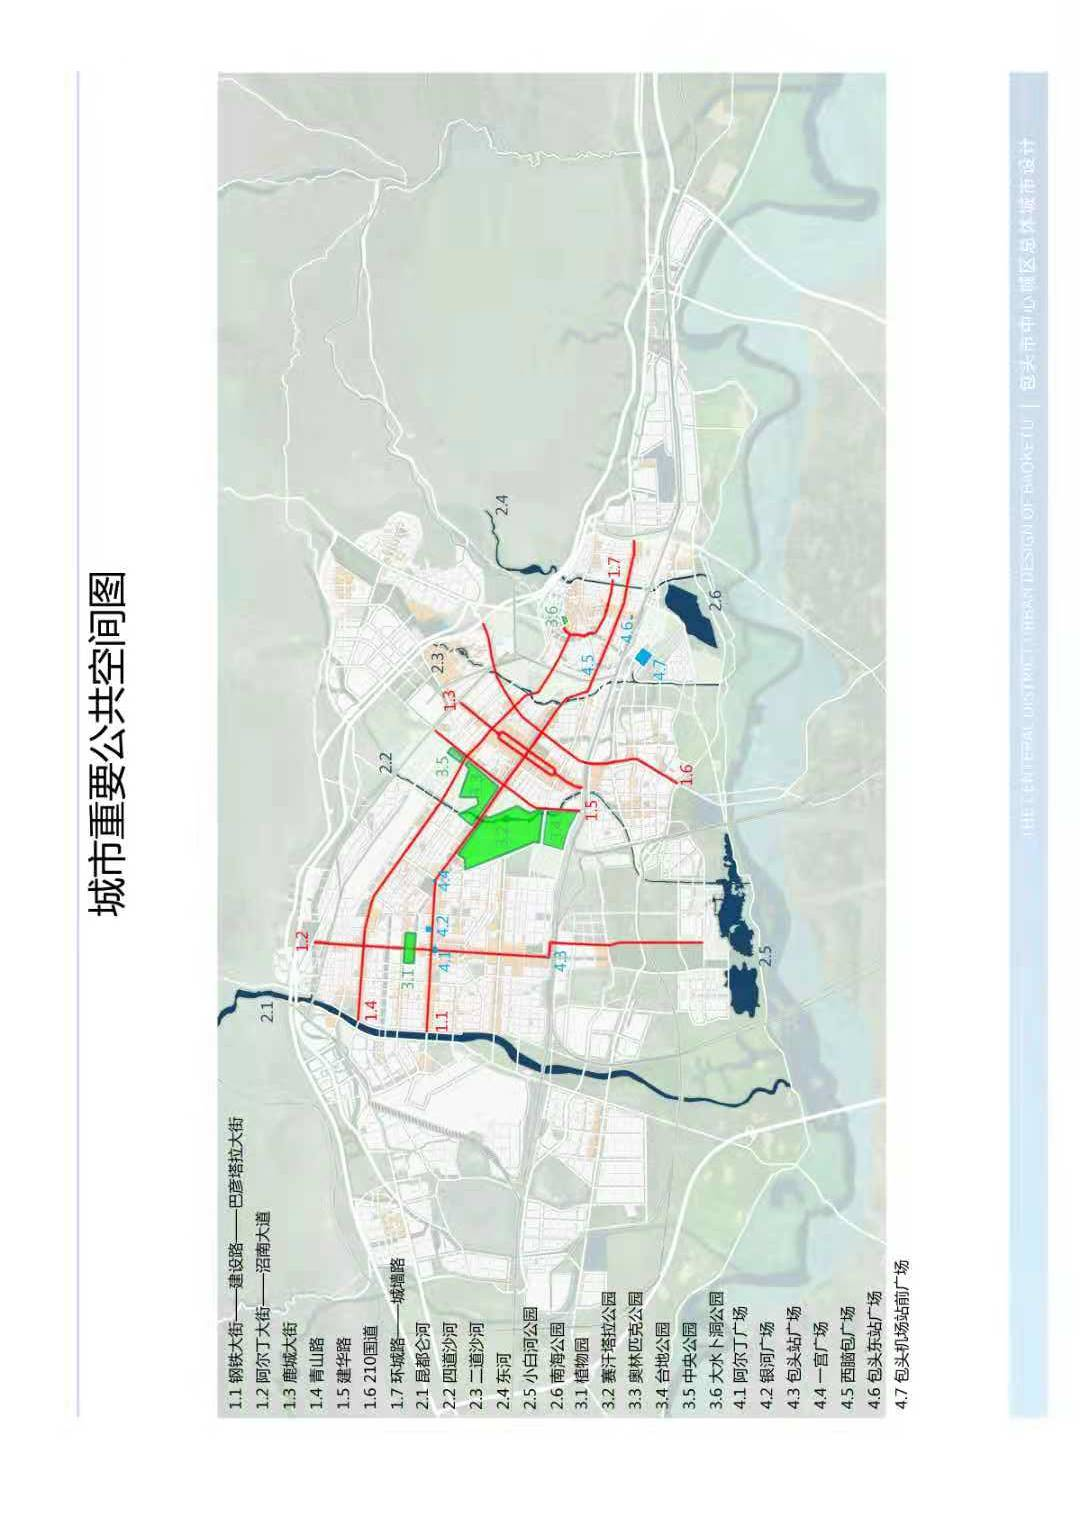 城市重要公共空间图
1.1 钢铁大街——建设路——巴彦塔拉大街
1.2 阿尔丁大街——沼南大道
1.3 鹿城大街
1.4 青山路
1.5 建华路
1.6 210国道
1.7 环城路——城墙路
2.1 昆都仑河
2.2 四道沙河
2.3 二道沙河
2.4 东河
2.5 小白河公园
2.6 南海公园
3.1 植物园
3.2 赛汗塔拉公园
3.3 奥林匹克公园
3.4 台地公园
3.5 中央公园
3.6 大水卜洞公园
4.1 阿尔丁广场
4.2 银河广场
4.3 包头站广场
4.4 一宫广场
4.5 西脑包广场
4.6 包头东站广场
4.7 包头机场站前广场
2.1
1.4
1.1
1.2
3.1
4.1
4.2
4.3
4.4
2.5
3.2
3.4
3.5
2.2
1.5
1.3
1.6
2.3
4.5
4.6
4.7
3.6
1.7
2.6
2.4
THE CENTERAL DISTRICT URBAN DESIGN OF BAOKETU | 包头市中心城区总体城市设计